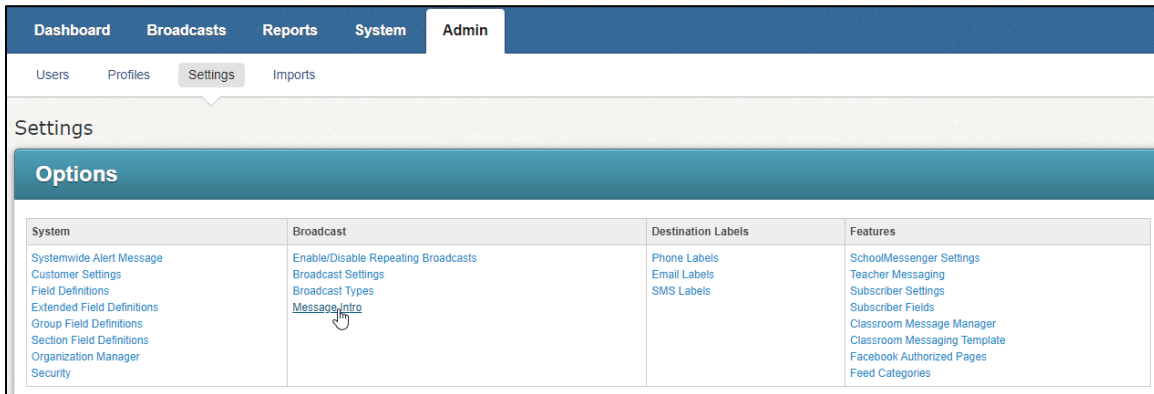 Dashboard Broadcasts Reports System Admin
Users Profiles Settings Imports
Settings
Options
System Broadcast Destination Labels Features
Systemwide Alert Message Enable/Disable Repeating Broadcasts Phone Labels SchoolMessenger Settings
Customer Settings Broadcast Settings Email Labels Teacher Messaging
Field Definitions Broadcast Types SMS Labels Subscriber Settings
Extended Field Definitions Message Intro Subscriber Fields
Group Field Definitions Classroom Message Manager
Section Field Definitions Classroom Messaging Template
Organization Manager Facebook Authorized Pages
Security Feed Categories